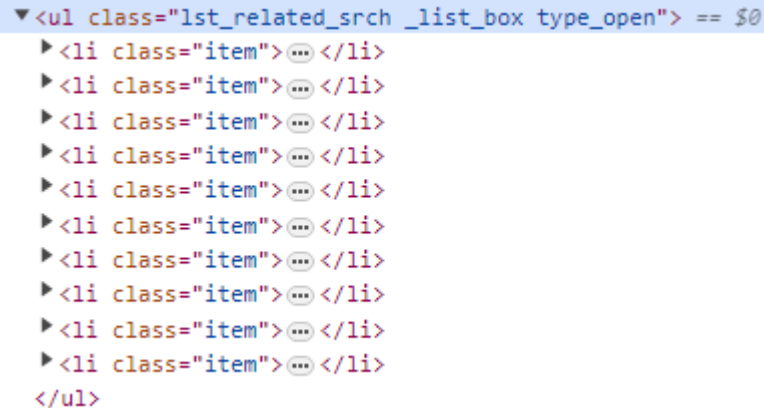 ▼<ul class="lst_related_srch _list_box type_open"> == $0
▶<li class="item">…</li>
▶<li class="item">…</li>
▶<li class="item">…</li>
▶<li class="item">…</li>
▶<li class="item">…</li>
▶<li class="item">…</li>
▶<li class="item">…</li>
▶<li class="item">…</li>
▶<li class="item">…</li>
▶<li class="item">…</li>
</ul>